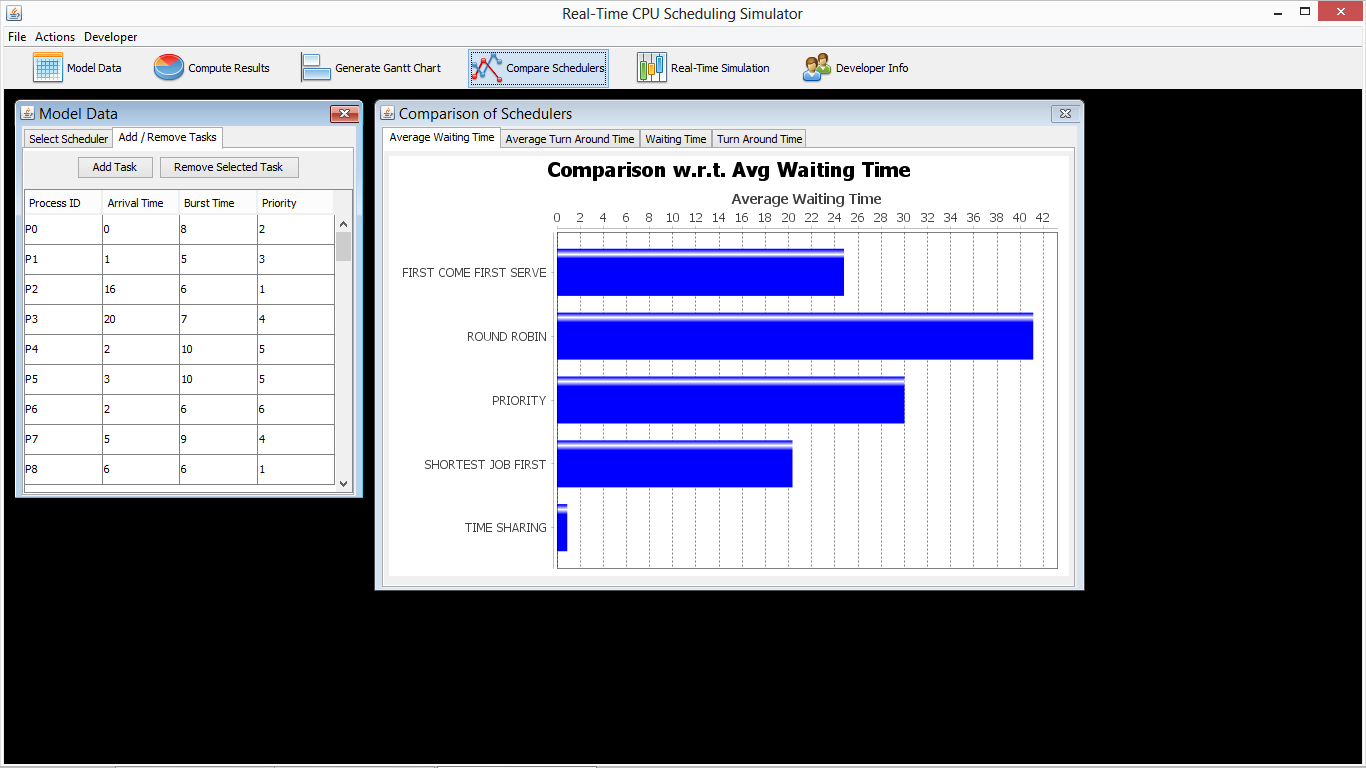 Real-Time CPU Scheduling Simulator
File Actions Developer
Model Data Compute Results Generate Gantt Chart Compare Schedulers Real-Time Simulation Developer Info
Model Data
Select Scheduler Add / Remove Tasks
Add Task Remove Selected Task
Process ID Arrival Time Burst Time Priority
P0 0 8 2
P1 1 5 3
P2 16 6 1
P3 20 7 4
P4 2 10 5
P5 3 10 5
P6 2 6 6
P7 5 9 4
P8 6 6 1
Comparison of Schedulers
Average Waiting Time Average Turn Around Time Waiting Time Turn Around Time
Comparison w.r.t. Avg Waiting Time
Average Waiting Time
0 2 4 6 8 10 12 14 16 18 20 22 24 26 28 30 32 34 36 38 40 42
FIRST COME FIRST SERVE
ROUND ROBIN
PRIORITY
SHORTEST JOB FIRST
TIME SHARING